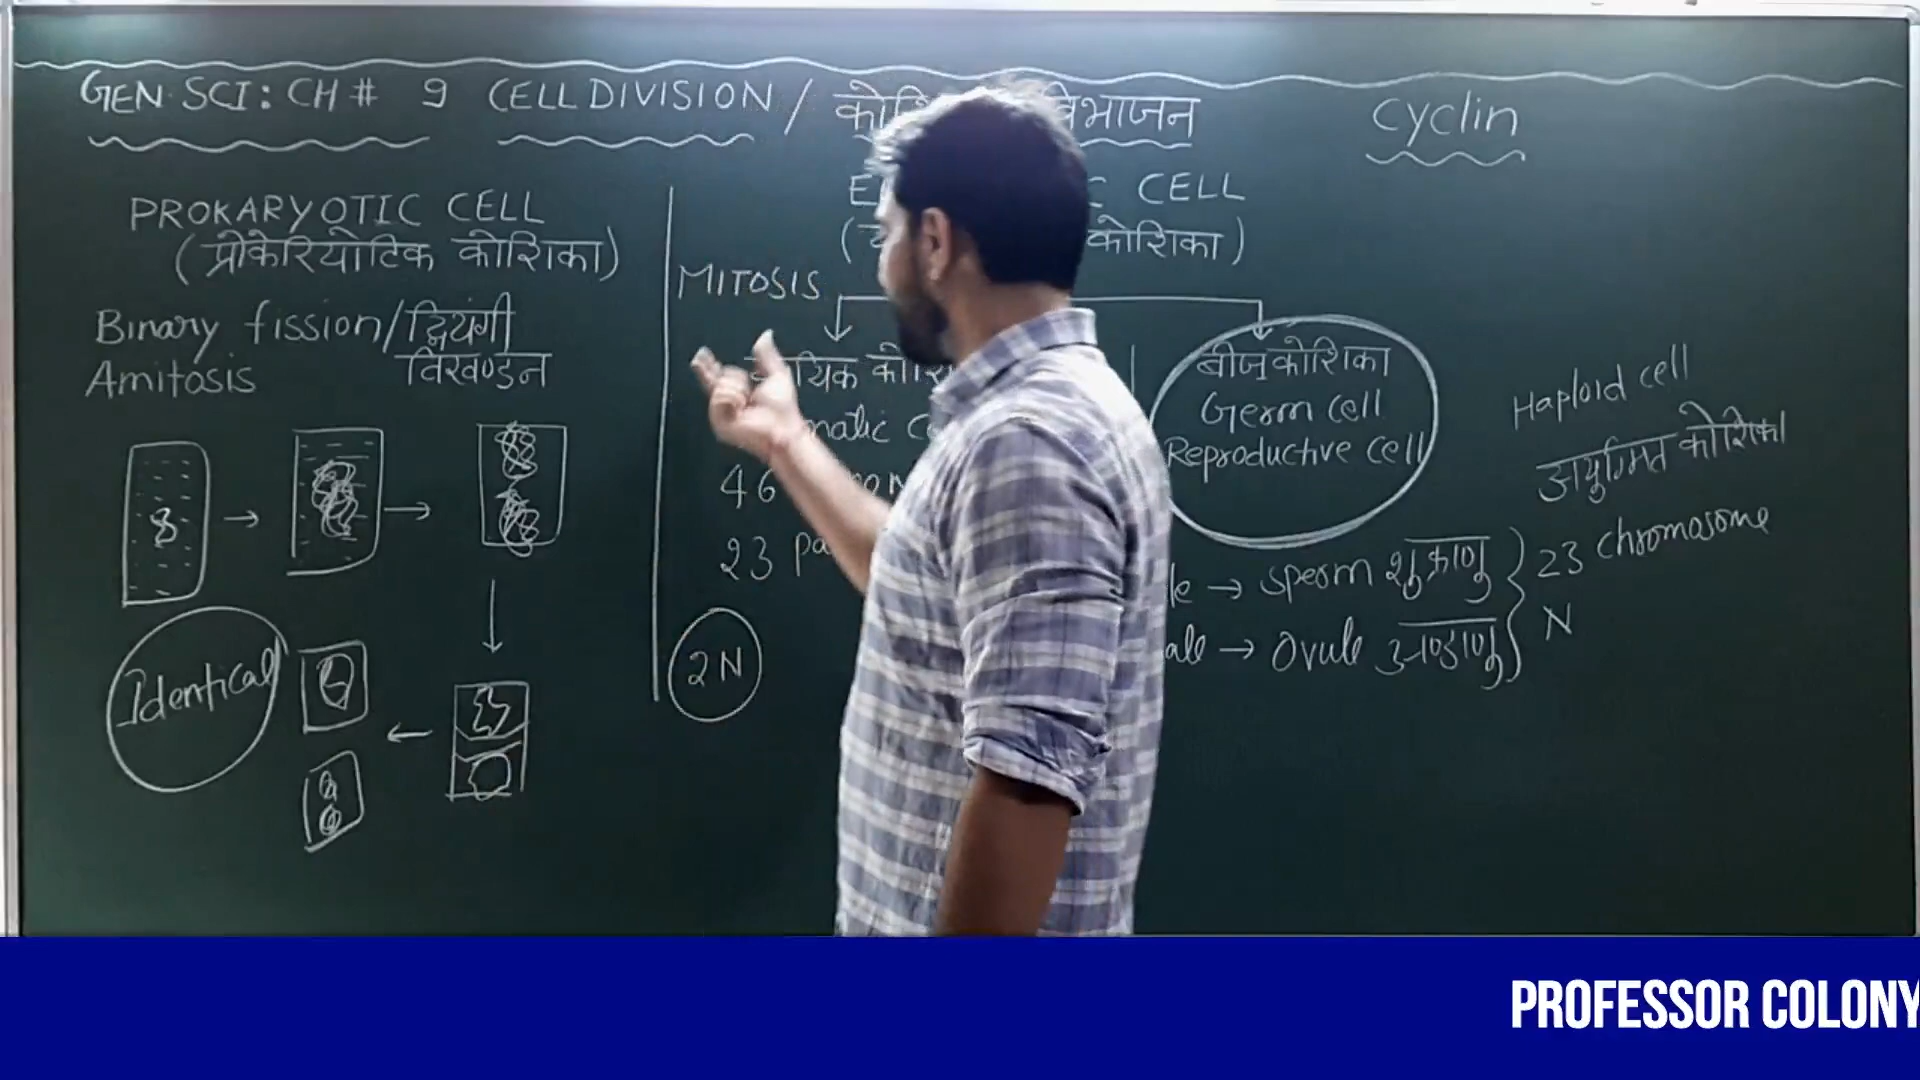 GEN. SCI: CH # 9 CELL DIVISION /
Cyclin
PROKARYOTIC CELL
(प्रोकेरियोटिक कोशिका)
Binary fission/द्वियंगी
Amitosis विखण्डन
Identical
CELL
कोशिका)
MITOSIS
46
23
2N
बीजकोशिका
Germ cell
Reproductive cell
→ Sperm शुक्राणु } 23 chromosome
→ Ovule अण्डाणु } N
Haploid cell
अयुग्मित कोशिका
PROFESSOR COLONY